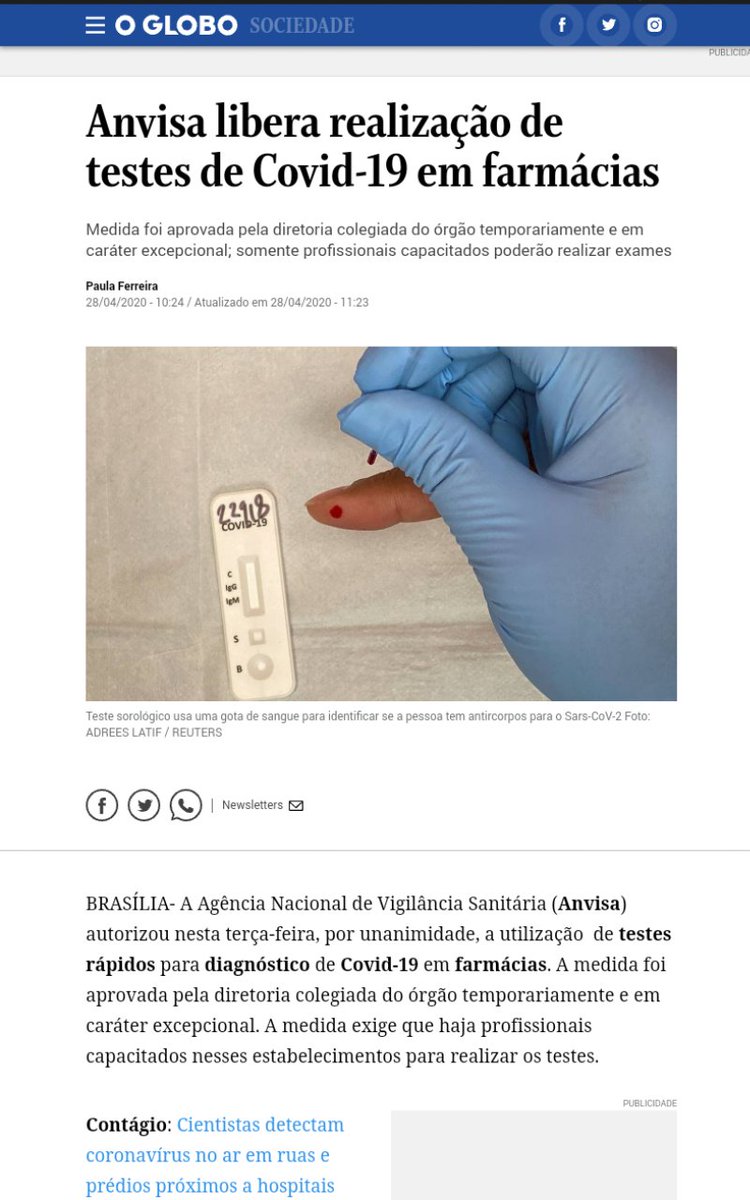 O GLOBO SOCIEDADE
Anvisa libera realização de
testes de Covid-19 em farmácias
Medida foi aprovada pela diretoria colegiada do órgão temporariamente e em
caráter excepcional; somente profissionais capacitados poderão realizar exames
Paula Ferreira
28/04/2020 - 10:24 / Atualizado em 28/04/2020 - 11:23
22918
COVID-19
C
IgG
IgM
S
B
Teste sorológico usa uma gota de sangue para identificar se a pessoa tem antircorpos para o Sars-CoV-2 Foto:
ADREES LATIF / REUTERS
| Newsletters
BRASÍLIA- A Agência Nacional de Vigilância Sanitária (Anvisa)
autorizou nesta terça-feira, por unanimidade, a utilização de testes
rápidos para diagnóstico de Covid-19 em farmácias. A medida foi
aprovada pela diretoria colegiada do órgão temporariamente e em
caráter excepcional. A medida exige que haja profissionais
capacitados nesses estabelecimentos para realizar os testes.
PUBLICIDADE
Contágio: Cientistas detectam
coronavírus no ar em ruas e
prédios próximos a hospitais